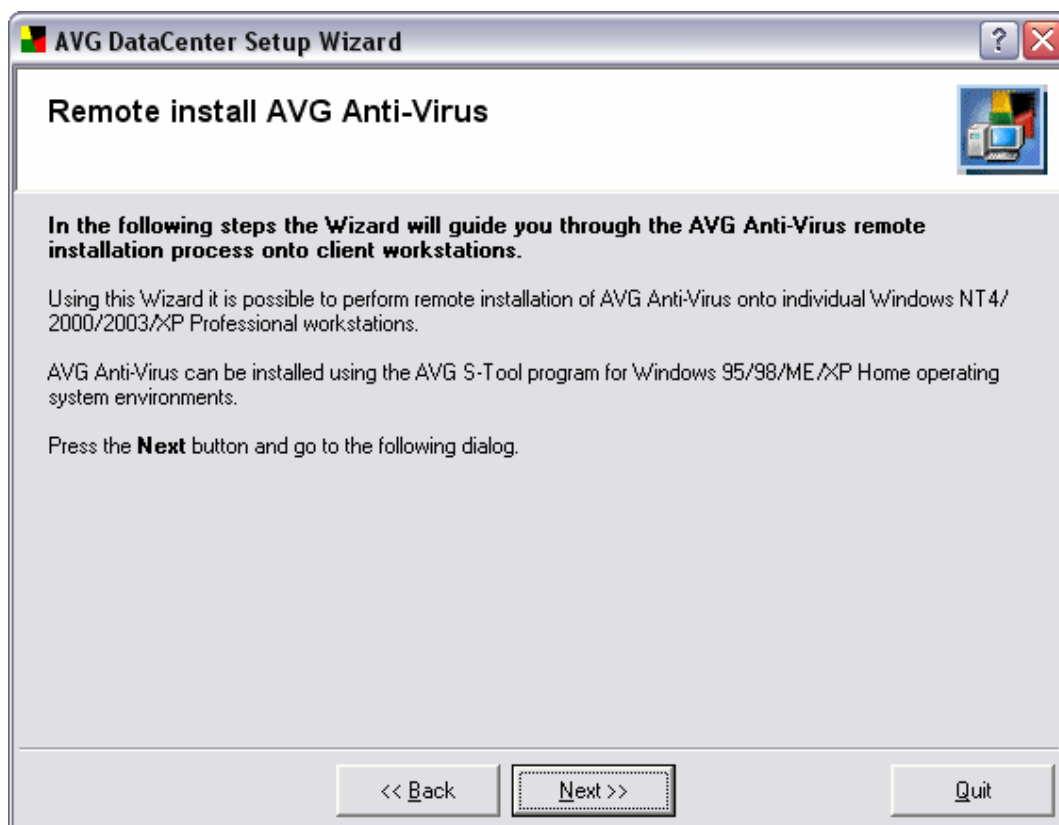 AVG DataCenter Setup Wizard
Remote install AVG Anti-Virus
In the following steps the Wizard will guide you through the AVG Anti-Virus remote
installation process onto client workstations.
Using this Wizard it is possible to perform remote installation of AVG Anti-Virus onto individual Windows NT4/
2000/2003/XP Professional workstations.
AVG Anti-Virus can be installed using the AVG S-Tool program for Windows 95/98/ME/XP Home operating
system environments.
Press the Next button and go to the following dialog.
<< Back
Next >>
Quit